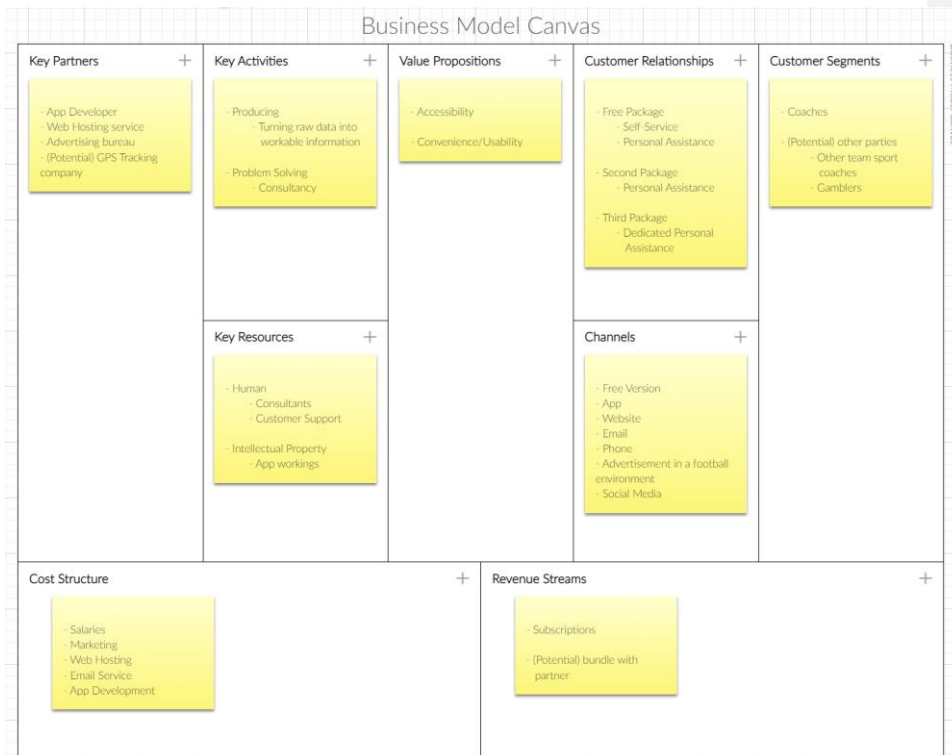 Business Model Canvas
Key Partners
- App Developer
- Web Hosting service
- Advertising bureau
- (Potential) GPS Tracking
company
Key Activities
- Producing
- Turning raw data into
workable information
- Problem Solving
- Consultancy
Key Resources
- Human
- Consultants
- Customer Support
- Intellectual Property
- App workings
Value Propositions
- Accessibility
- Convenience/Usability
Customer Relationships
- Free Package
- Self-Service
- Personal Assistance
- Second Package
- Personal Assistance
- Third Package
- Dedicated Personal
Assistance
Channels
- Free Version
- App
- Website
- Email
- Phone
- Advertisement in a football
environment
- Social Media
Customer Segments
- Coaches
- (Potential) other parties
- Other team sport
coaches
- Gamblers
Cost Structure
- Salaries
- Marketing
- Web Hosting
- Email Service
- App Development
Revenue Streams
- Subscriptions
- (Potential) bundle with
partner